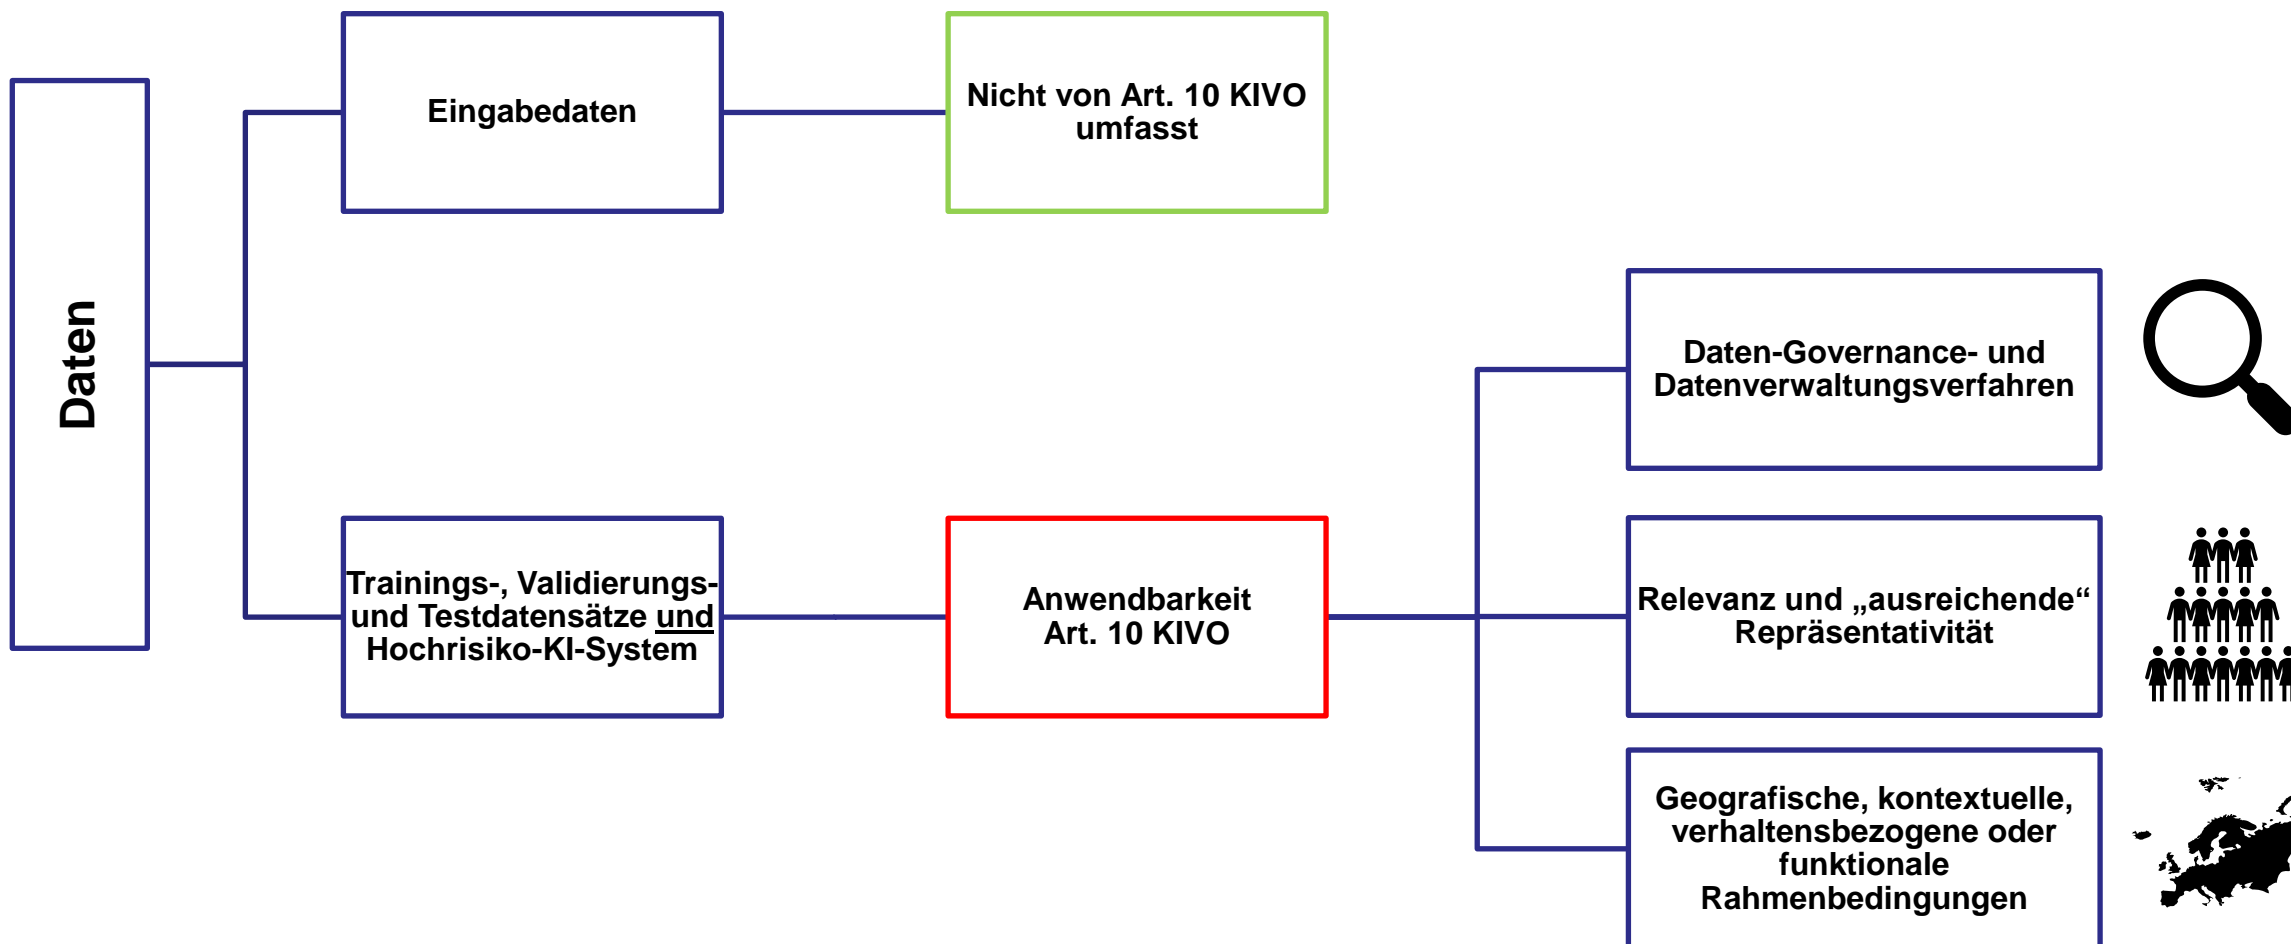 Daten
Eingabedaten
Nicht von Art. 10 KIVO
umfasst
Trainings-, Validierungs-
und Testdatensätze und
Hochrisiko-KI-System
Anwendbarkeit
Art. 10 KIVO
Daten-Governance- und
Datenverwaltungsverfahren
Relevanz und „ausreichende“
Repräsentativität
Geografische, kontextuelle,
verhaltensbezogene oder
funktionale
Rahmenbedingungen